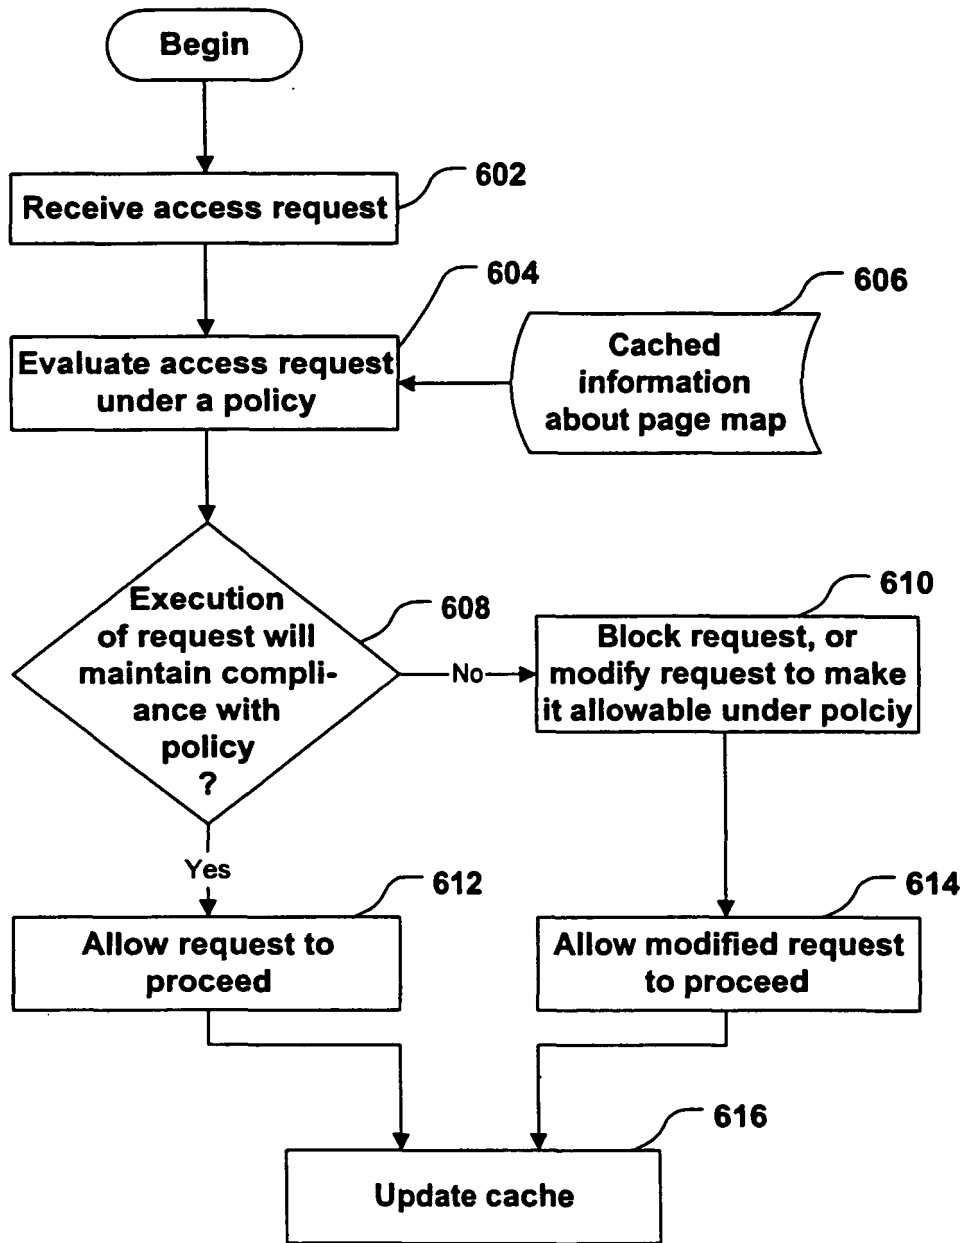 Begin
602
Receive access request
604
606
Evaluate access request
under a policy
Cached
information
about page map
608
Execution
of request will
maintain compli-
ance with
policy
?
No
610
Block request, or
modify request to make
it allowable under polciy
Yes
612
614
Allow request to
proceed
Allow modified request
to proceed
616
Update cache